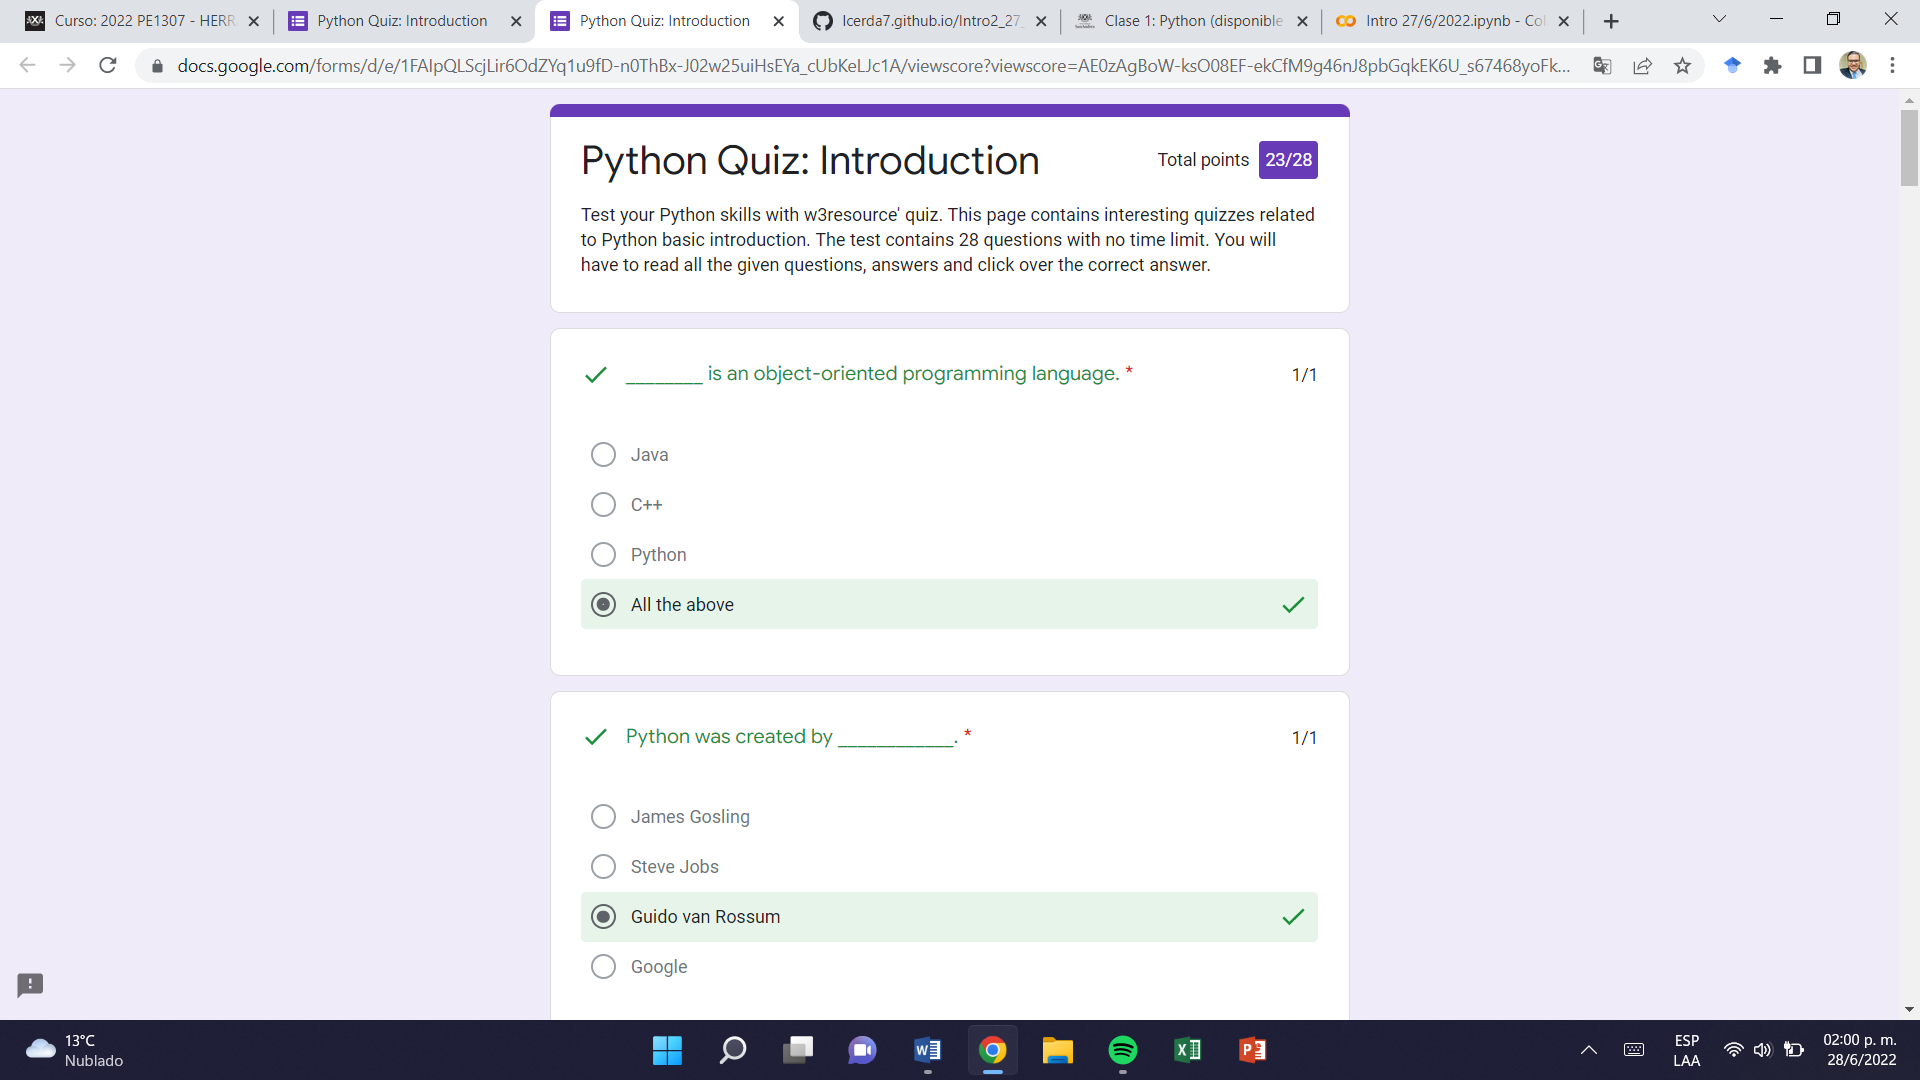 Curso: 2022 PE1307 - HERR
Python Quiz: Introduction
Python Quiz: Introduction
lcerda7.github.io/Intro2_27_
Clase 1: Python (disponible
Intro 27/6/2022.ipynb - Col
docs.google.com/forms/d/e/1FAIpQLScjLir6OdZYq1u9fD-n0ThBx-J02w25uiHsEYa_cUbKeLJc1A/viewscore?viewscore=AE0zAgBoW-ksO08EF-ekCfM9g46nJ8pbGqkEK6U_s67468yoFk...
Python Quiz: Introduction
Total points 23/28
Test your Python skills with w3resource' quiz. This page contains interesting quizzes related
to Python basic introduction. The test contains 28 questions with no time limit. You will
have to read all the given questions, answers and click over the correct answer.
________ is an object-oriented programming language. *
1/1
Java
C++
Python
All the above
Python was created by ____________. *
1/1
James Gosling
Steve Jobs
Guido van Rossum
Google
13°C
Nublado
ESP
LAA
02:00 p. m.
28/6/2022